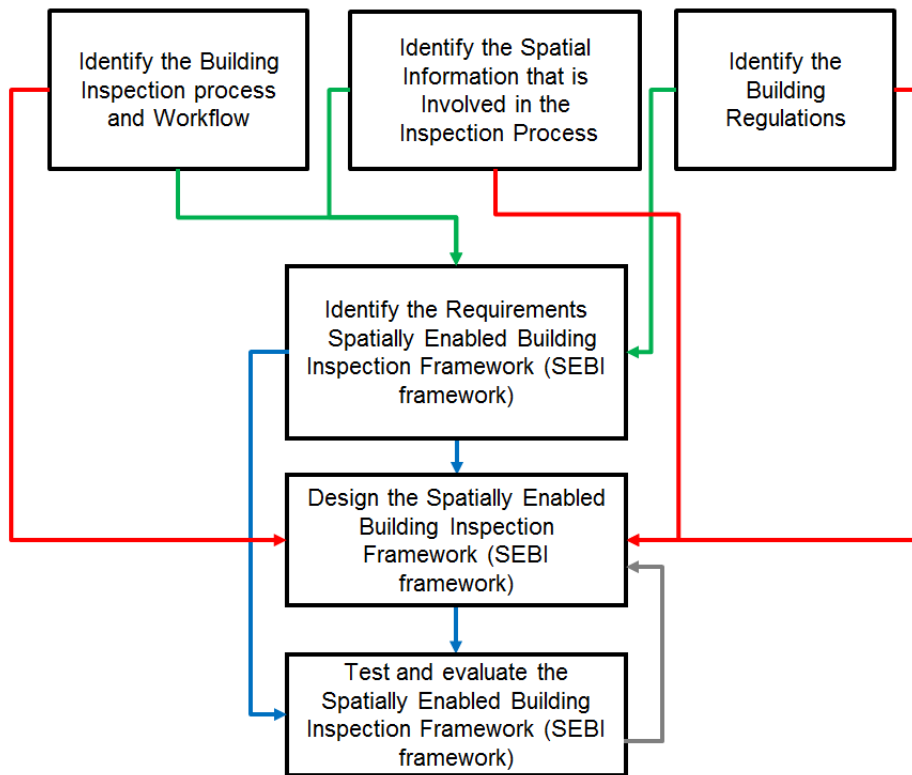 Identify the Building
Inspection process
and Workflow
Identify the Spatial
Information that is
Involved in the
Inspection Process
Identify the
Building
Regulations
Identify the Requirements
Spatially Enabled Building
Inspection Framework (SEBI
framework)
Design the Spatially Enabled
Building Inspection
Framework (SEBI
framework)
Test and evaluate the
Spatially Enabled Building
Inspection Framework (SEBI
framework)